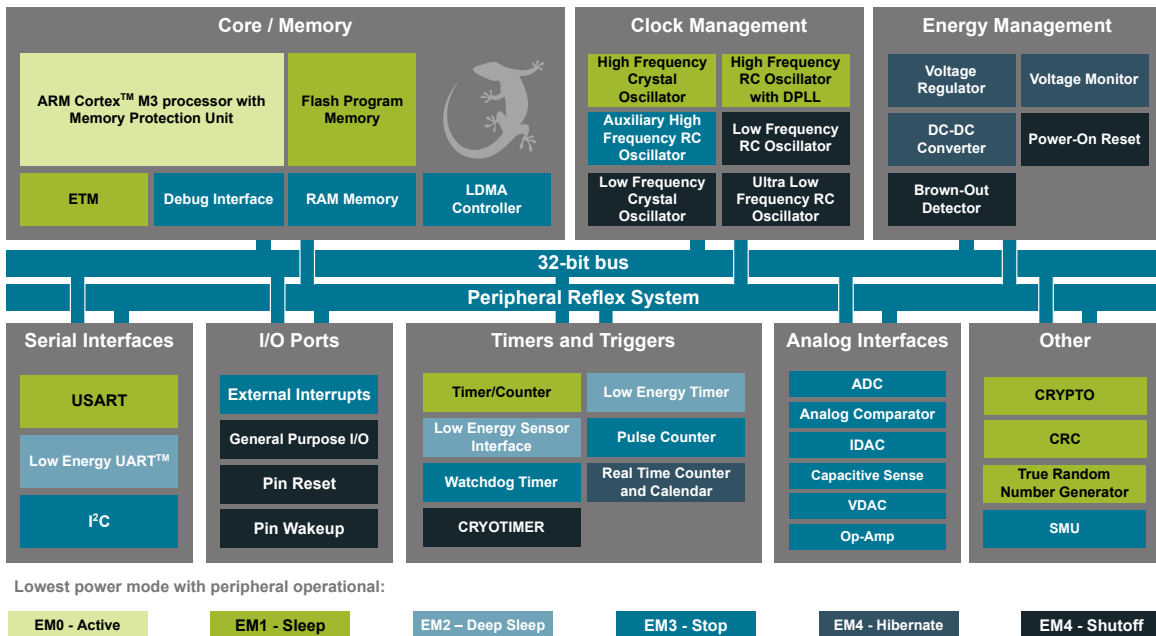 Core / Memory
ARM Cortex™ M3 processor with
Memory Protection Unit
Flash Program
Memory
ETM
Debug Interface
RAM Memory
LDMA
Controller
Clock Management
High Frequency
Crystal
Oscillator
High Frequency
RC Oscillator
with DPLL
Auxiliary High
Frequency RC
Oscillator
Low Frequency
RC Oscillator
Low Frequency
Crystal
Oscillator
Ultra Low
Frequency RC
Oscillator
Energy Management
Voltage
Regulator
Voltage Monitor
DC-DC
Converter
Power-On Reset
Brown-Out
Detector
32-bit bus
Peripheral Reflex System
Serial Interfaces
USART
Low Energy UART™
I²C
I/O Ports
External Interrupts
General Purpose I/O
Pin Reset
Pin Wakeup
Timers and Triggers
Timer/Counter
Low Energy Timer
Low Energy Sensor
Interface
Pulse Counter
Watchdog Timer
Real Time Counter
and Calendar
CRYOTIMER
Analog Interfaces
ADC
Analog Comparator
IDAC
Capacitive Sense
VDAC
Op-Amp
Other
CRYPTO
CRC
True Random
Number Generator
SMU
Lowest power mode with peripheral operational:
EM0 - Active
EM1 - Sleep
EM2 – Deep Sleep
EM3 - Stop
EM4 - Hibernate
EM4 - Shutoff